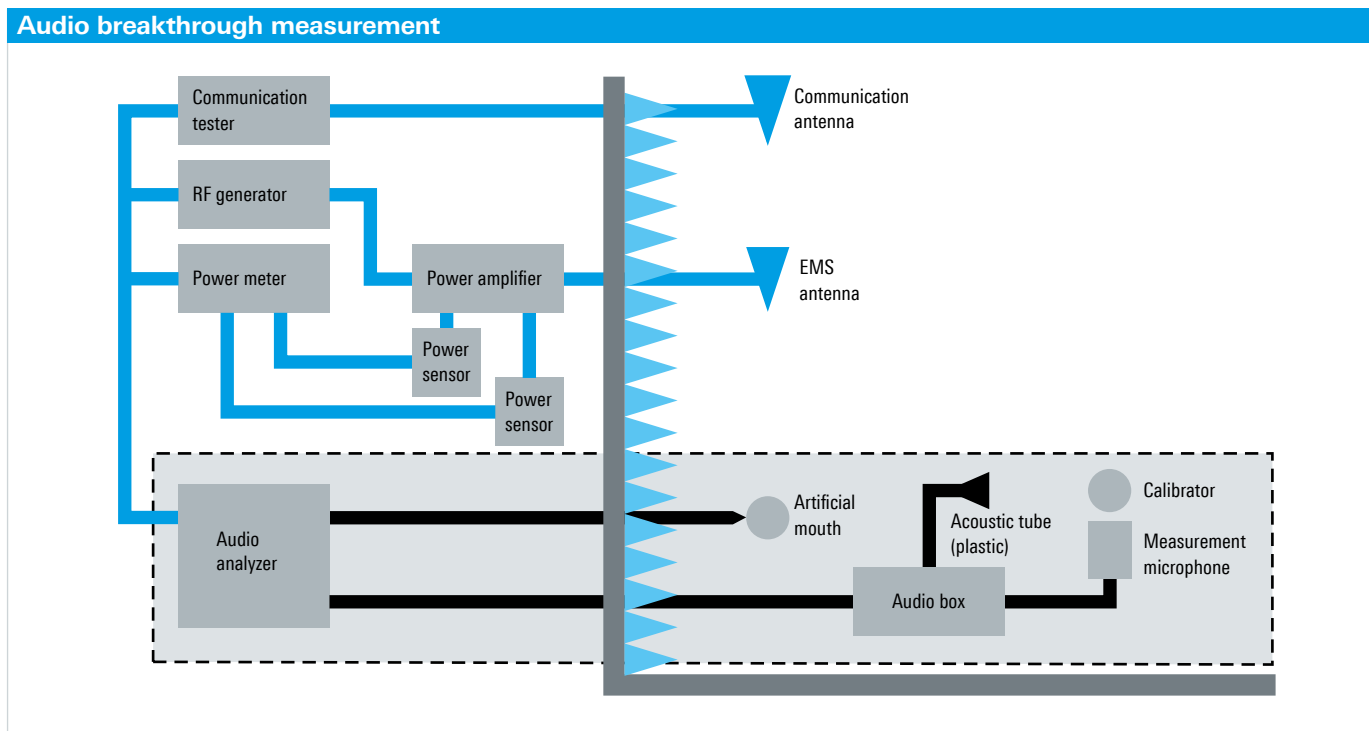 Audio breakthrough measurement
Communication
tester
Communication
antenna
RF generator
Power meter
Power amplifier
EMS
antenna
Power
sensor
Power
sensor
Audio
analyzer
Artificial
mouth
Acoustic tube
(plastic)
Calibrator
Measurement
microphone
Audio box